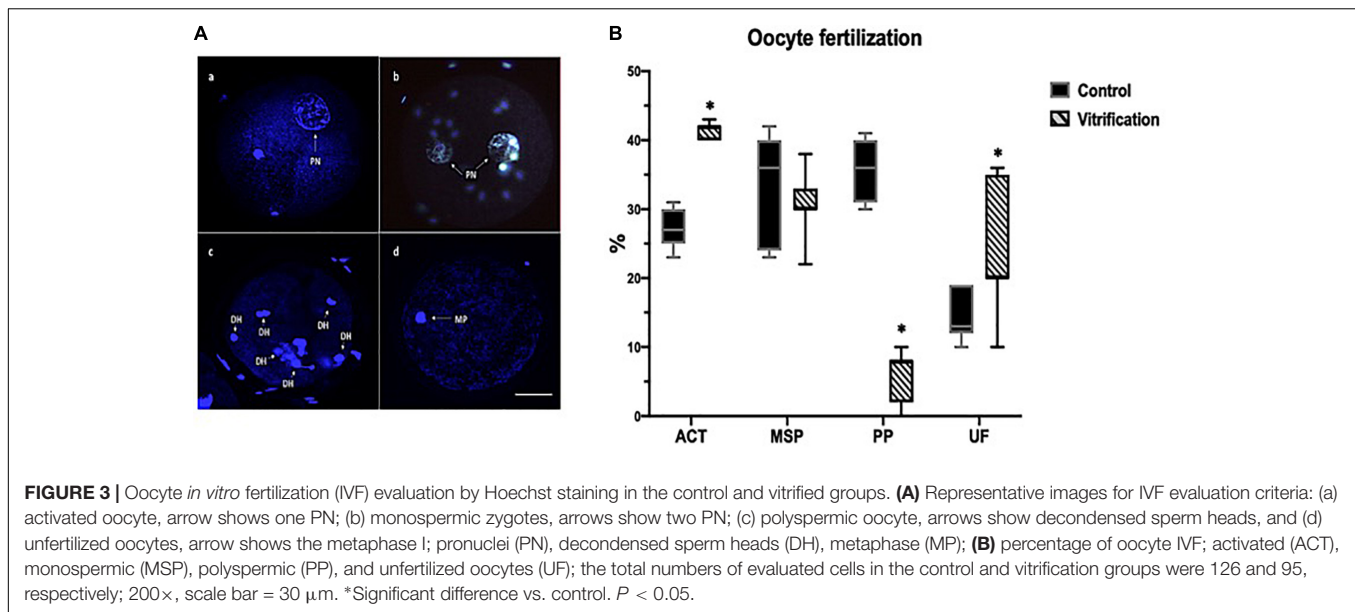 A
a
PN
b
PN
c
DH
DH
DH
DH
DH
DH
d
MP
B
Oocyte fertilization
50
40
30
20
10
0
%
*
*
*
ACT
MSP
PP
UF
Control
Vitrification
FIGURE 3 | Oocyte in vitro fertilization (IVF) evaluation by Hoechst staining in the control and vitrified groups. (A) Representative images for IVF evaluation criteria: (a)
activated oocyte, arrow shows one PN; (b) monospermic zygotes, arrows show two PN; (c) polyspermic oocyte, arrows show decondensed sperm heads, and (d)
unfertilized oocytes, arrow shows the metaphase I; pronuclei (PN), decondensed sperm heads (DH), metaphase (MP); (B) percentage of oocyte IVF; activated (ACT),
monospermic (MSP), polyspermic (PP), and unfertilized oocytes (UF); the total numbers of evaluated cells in the control and vitrification groups were 126 and 95,
respectively; 200×, scale bar = 30 μm. *Significant difference vs. control. P < 0.05.